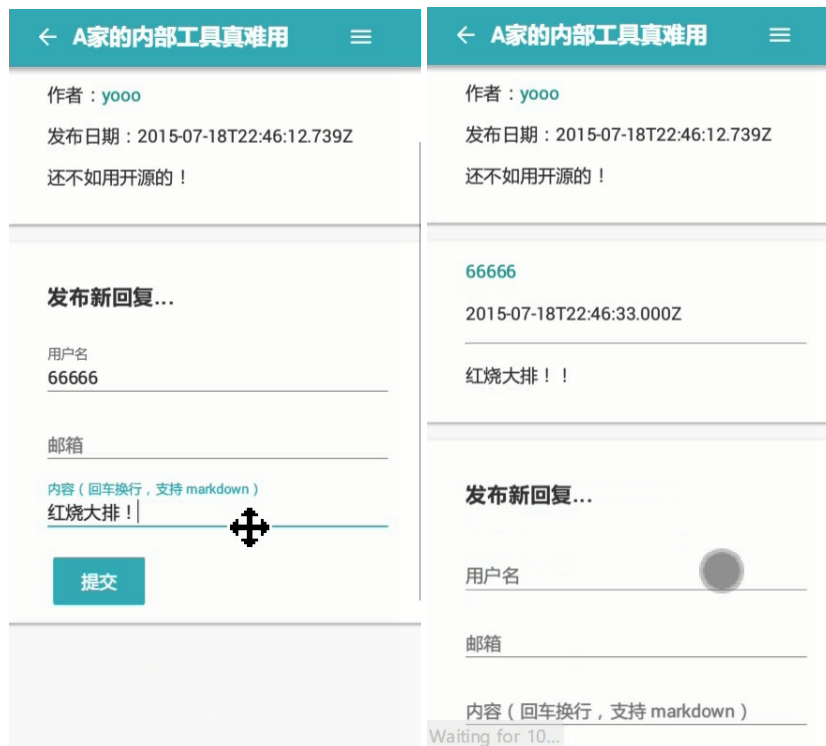 A家的内部工具真难用
作者：yooo
发布日期：2015-07-18T22:46:12.739Z
还不如用开源的！
发布新回复...
用户名
66666
邮箱
内容（回车换行，支持 markdown）
红烧大排！
提交
A家的内部工具真难用
作者：yooo
发布日期：2015-07-18T22:46:12.739Z
还不如用开源的！
66666
2015-07-18T22:46:33.000Z
红烧大排！！
发布新回复...
用户名
邮箱
内容（回车换行，支持 markdown）
Waiting for 10...